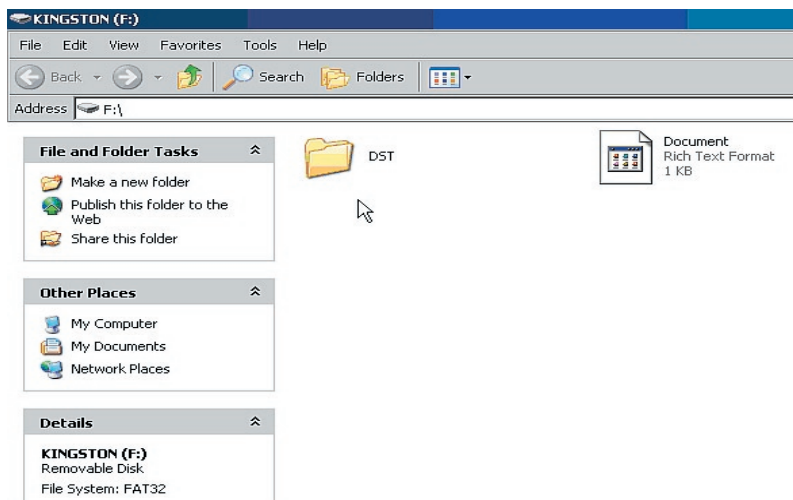 KINGSTON (F:)
File Edit View Favorites Tools Help
Back Search Folders
Address F:\
File and Folder Tasks
Make a new folder
Publish this folder to the
Web
Share this folder
DST
Document
Rich Text Format
1 KB
Other Places
My Computer
My Documents
Network Places
Details
KINGSTON (F:)
Removable Disk
File System: FAT32